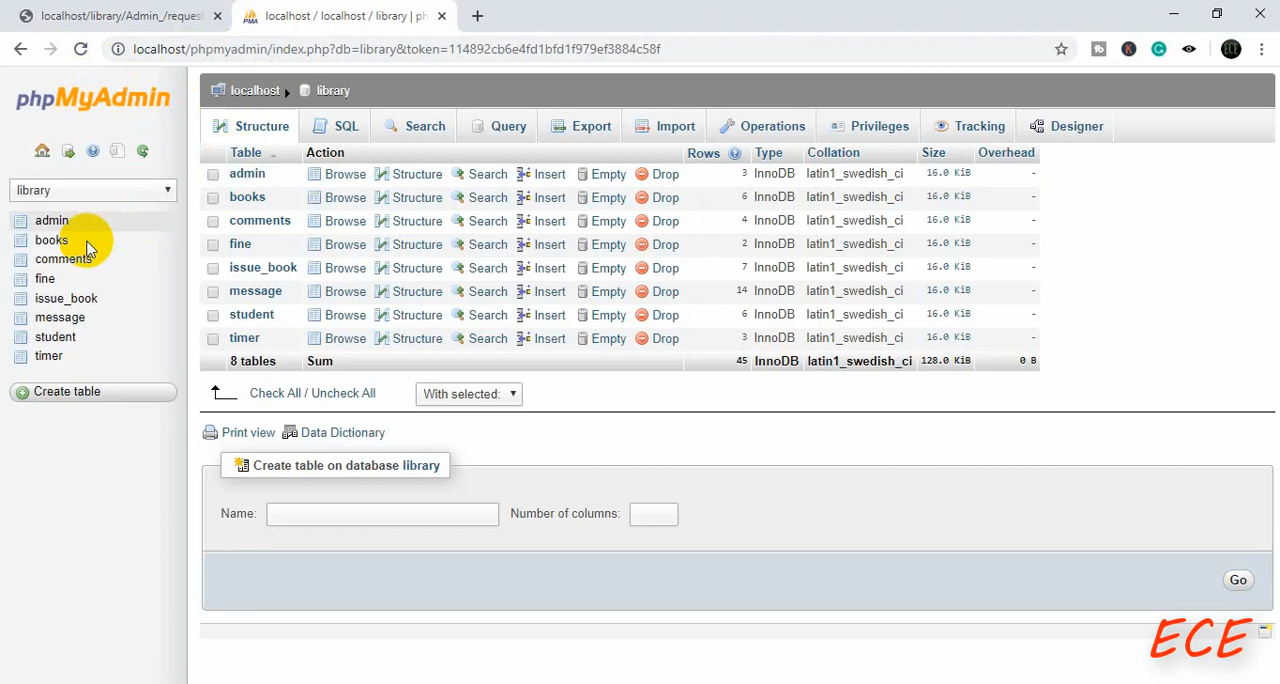 localhost/library/Admin_/reques
localhost / localhost / library | ph
localhost/phpmyadmin/index.php?db=library&token=114892cb6e4fd1bfd1f979ef3884c58f
phpMyAdmin
library
admin
books
comments
fine
issue_book
message
student
timer
Create table
localhost library
Structure SQL Search Query Export Import Operations Privileges Tracking Designer
Table Action Rows Type Collation Size Overhead
admin Browse Structure Search Insert Empty Drop 3 InnoDB latin1_swedish_ci 16.0 KiB -
books Browse Structure Search Insert Empty Drop 6 InnoDB latin1_swedish_ci 16.0 KiB -
comments Browse Structure Search Insert Empty Drop 4 InnoDB latin1_swedish_ci 16.0 KiB -
fine Browse Structure Search Insert Empty Drop 2 InnoDB latin1_swedish_ci 16.0 KiB -
issue_book Browse Structure Search Insert Empty Drop 7 InnoDB latin1_swedish_ci 16.0 KiB -
message Browse Structure Search Insert Empty Drop 14 InnoDB latin1_swedish_ci 16.0 KiB -
student Browse Structure Search Insert Empty Drop 6 InnoDB latin1_swedish_ci 16.0 KiB -
timer Browse Structure Search Insert Empty Drop 3 InnoDB latin1_swedish_ci 16.0 KiB -
8 tables Sum 45 InnoDB latin1_swedish_ci 128.0 KiB 0 B
Check All / Uncheck All With selected:
Print view Data Dictionary
Create table on database library
Name: Number of columns:
Go
ECE